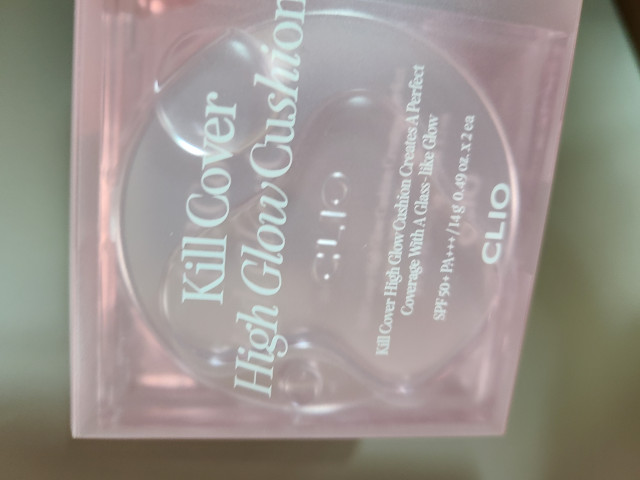 Kill Cover
High Glow Cushion
CLIO
Kill Cover High Glow Cushion Creates A Perfect
Coverage With A Glass-like Glow
SPF 50+ PA+++ / 14 g 0.49 oz. x 2 ea
CLIO